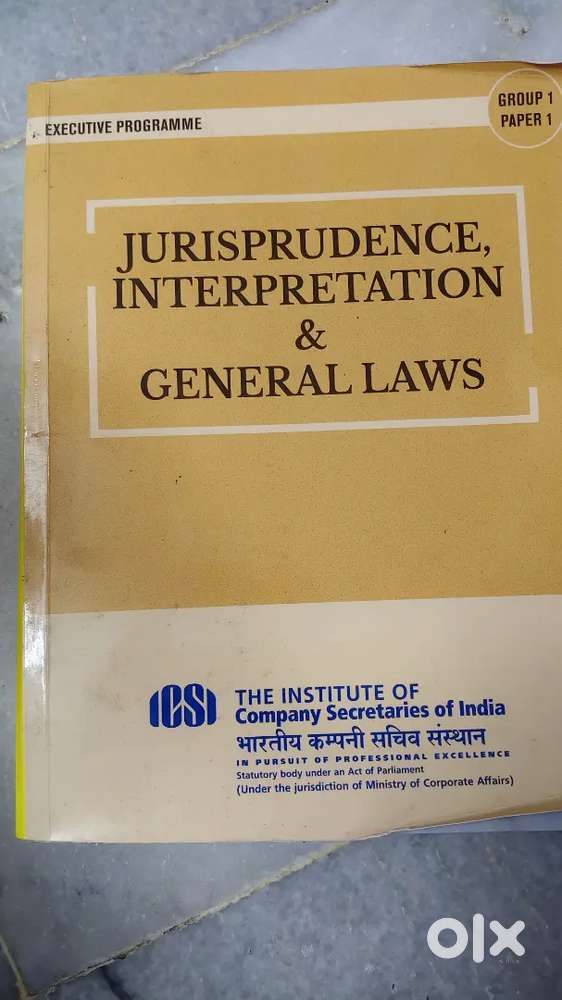 EXECUTIVE PROGRAMME
GROUP 1
PAPER 1
JURISPRUDENCE,
INTERPRETATION
&
GENERAL LAWS
ICSI
THE INSTITUTE OF
Company Secretaries of India
भारतीय कम्पनी सचिव संस्थान
IN PURSUIT OF PROFESSIONAL EXCELLENCE
Statutory body under an Act of Parliament
(Under the jurisdiction of Ministry of Corporate Affairs)
olx